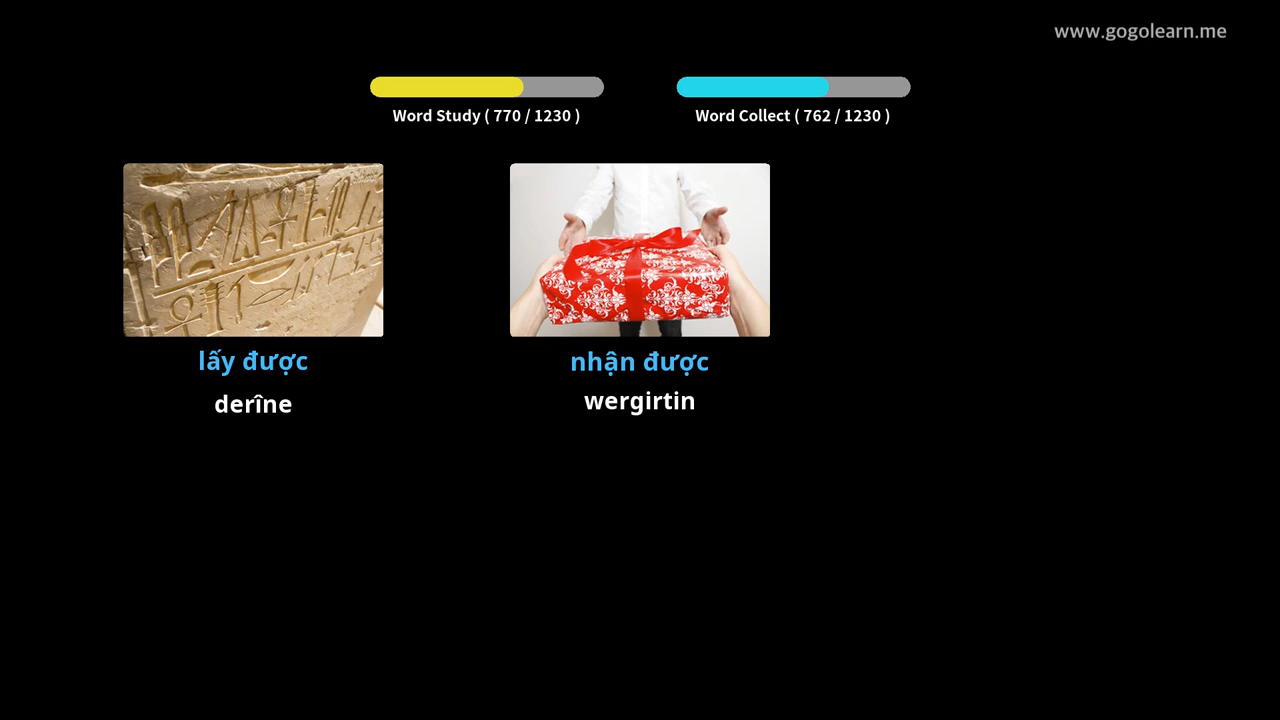 www.gogolearn.me
Word Study ( 770 / 1230 )
Word Collect ( 762 / 1230 )
lấy được
derîne
nhận được
wergirtin